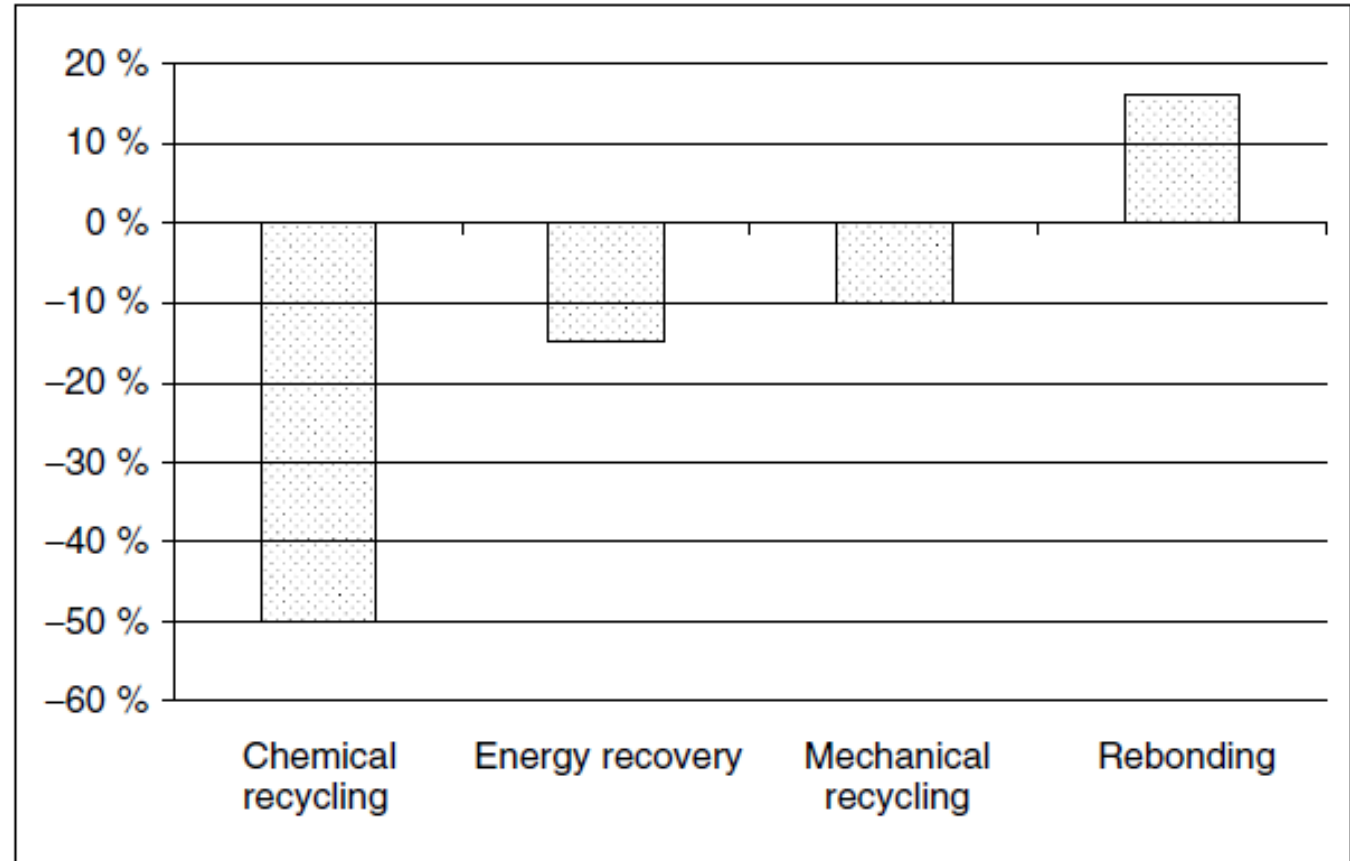 20 %
10 %
0 %
–10 %
–20 %
–30 %
–40 %
–50 %
–60 %
Chemical
recycling
Energy recovery
Mechanical
recycling
Rebonding